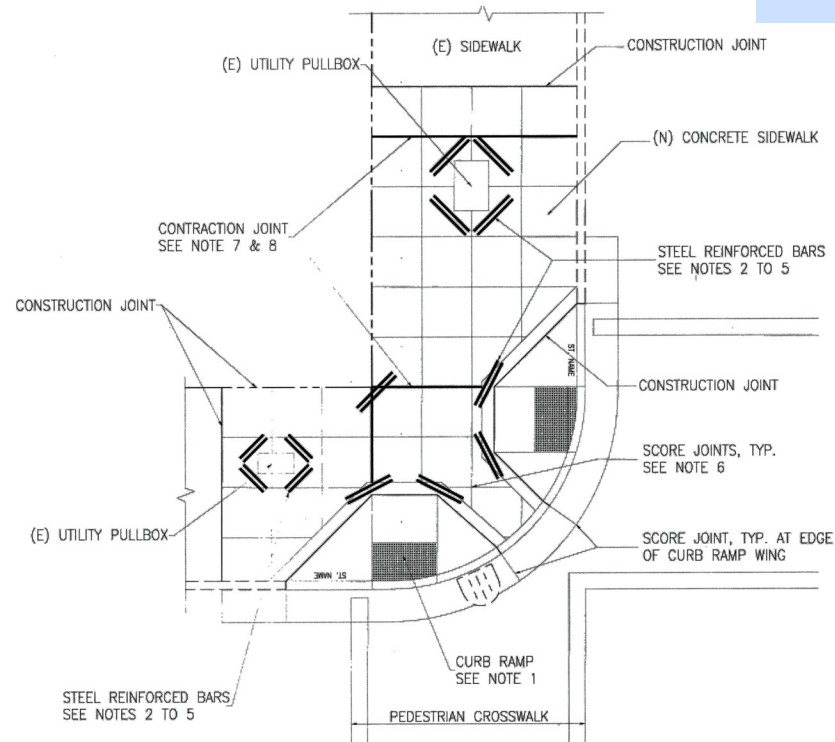 (E) SIDEWALK
CONSTRUCTION JOINT
(E) UTILITY PULLBOX
(N) CONCRETE SIDEWALK
CONTRACTION JOINT
SEE NOTE 7 & 8
STEEL REINFORCED BARS
SEE NOTES 2 TO 5
CONSTRUCTION JOINT
ST. NAME
CONSTRUCTION JOINT
SCORE JOINTS, TYP.
SEE NOTE 6
(E) UTILITY PULLBOX
SCORE JOINT, TYP. AT EDGE
OF CURB RAMP WING
ST. NAME
CURB RAMP
SEE NOTE 1
STEEL REINFORCED BARS
SEE NOTES 2 TO 5
PEDESTRIAN CROSSWALK